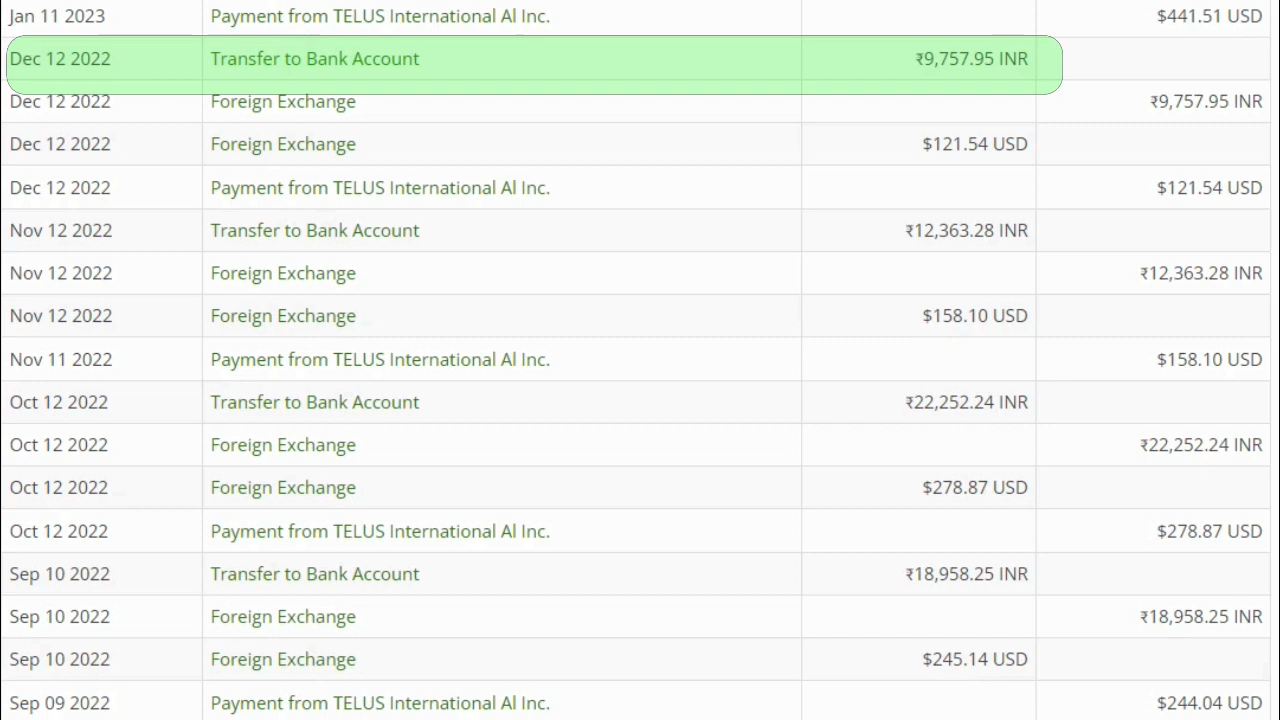 Jan 11 2023 Payment from TELUS International Al Inc. $441.51 USD
Dec 12 2022 Transfer to Bank Account ₹9,757.95 INR
Dec 12 2022 Foreign Exchange ₹9,757.95 INR
Dec 12 2022 Foreign Exchange $121.54 USD
Dec 12 2022 Payment from TELUS International Al Inc. $121.54 USD
Nov 12 2022 Transfer to Bank Account ₹12,363.28 INR
Nov 12 2022 Foreign Exchange ₹12,363.28 INR
Nov 12 2022 Foreign Exchange $158.10 USD
Nov 11 2022 Payment from TELUS International Al Inc. $158.10 USD
Oct 12 2022 Transfer to Bank Account ₹22,252.24 INR
Oct 12 2022 Foreign Exchange ₹22,252.24 INR
Oct 12 2022 Foreign Exchange $278.87 USD
Oct 12 2022 Payment from TELUS International Al Inc. $278.87 USD
Sep 10 2022 Transfer to Bank Account ₹18,958.25 INR
Sep 10 2022 Foreign Exchange ₹18,958.25 INR
Sep 10 2022 Foreign Exchange $245.14 USD
Sep 09 2022 Payment from TELUS International Al Inc. $244.04 USD